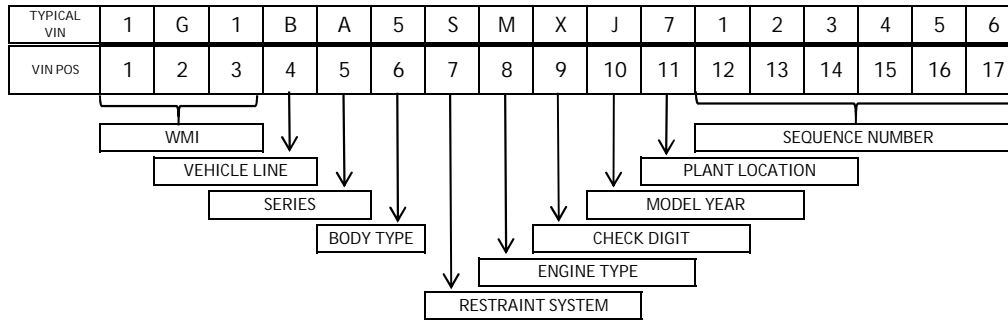 TYPICAL VIN 1 G 1 B A 5 S M X J 7 1 2 3 4 5 6
VIN POS 1 2 3 4 5 6 7 8 9 10 11 12 13 14 15 16 17
WMI SEQUENCE NUMBER
VEHICLE LINE PLANT LOCATION
SERIES MODEL YEAR
BODY TYPE CHECK DIGIT
ENGINE TYPE
RESTRAINT SYSTEM